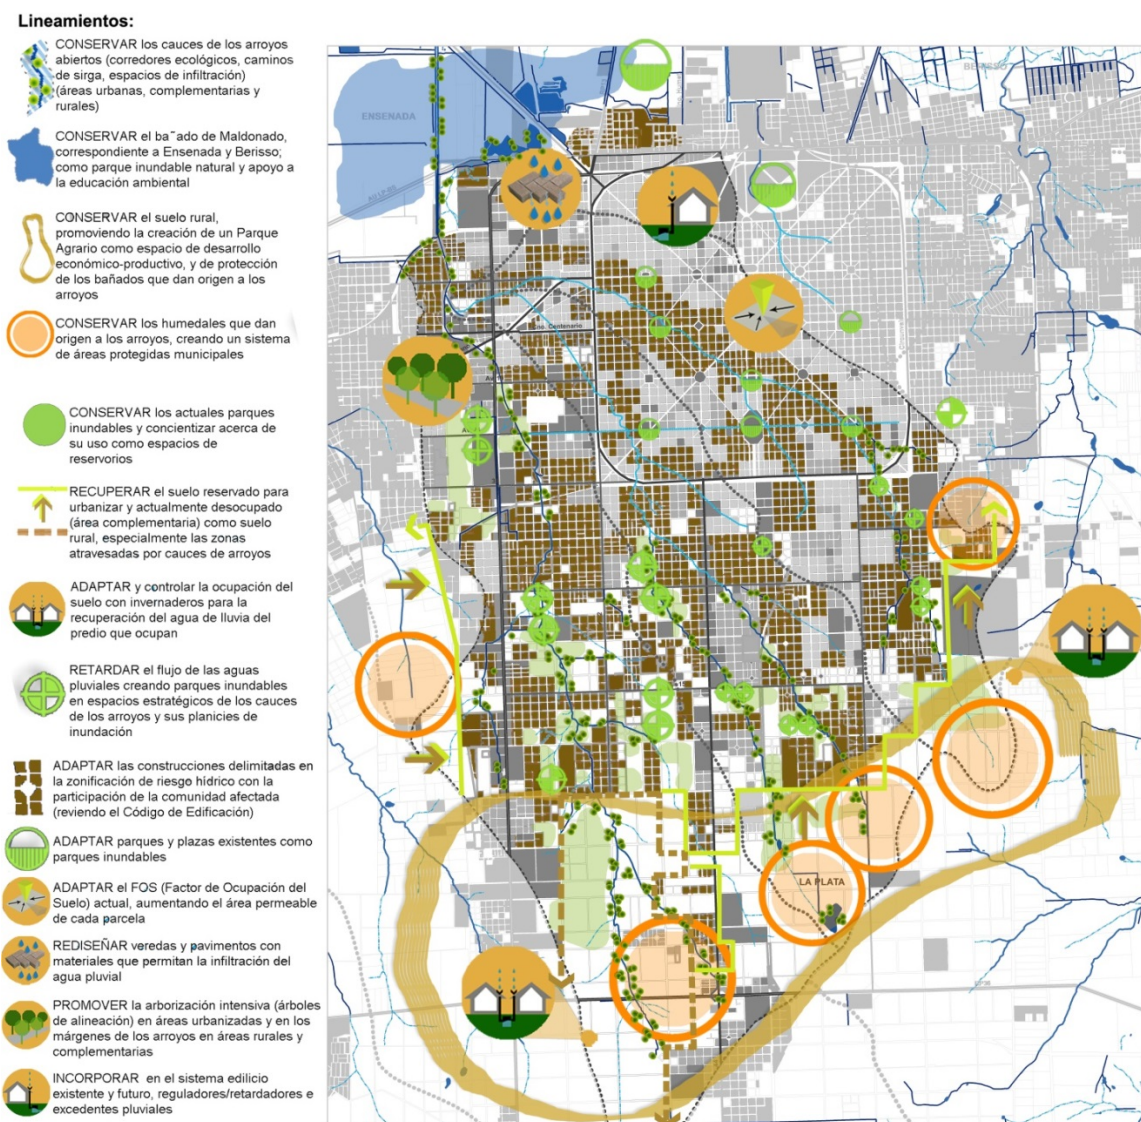 Lineamientos:
CONSERVAR los cauces de los arroyos
abiertos (corredores ecológicos, caminos
de sirga, espacios de infiltración)
(áreas urbanas, complementarias y
rurales)
CONSERVAR el ba˜ado de Maldonado,
correspondiente a Ensenada y Berisso;
como parque inundable natural y apoyo a
la educación ambiental
CONSERVAR el suelo rural,
promoviendo la creación de un Parque
Agrario como espacio de desarrollo
económico-productivo, y de protección
de los bañados que dan origen a los
arroyos
CONSERVAR los humedales que dan
origen a los arroyos, creando un sistema
de áreas protegidas municipales
CONSERVAR los actuales parques
inundables y concientizar acerca de
su uso como espacios de
reservorios
RECUPERAR el suelo reservado para
urbanizar y actualmente desocupado
(área complementaria) como suelo
rural, especialmente las zonas
atravesadas por cauces de arroyos
ADAPTAR y controlar la ocupación del
suelo con invernaderos para la
recuperación del agua de lluvia del
predio que ocupan
RETARDAR el flujo de las aguas
pluviales creando parques inundables
en espacios estratégicos de los cauces
de los arroyos y sus planicies de
inundación
ADAPTAR las construcciones delimitadas en
la zonificación de riesgo hídrico con la
participación de la comunidad afectada
(reviendo el Código de Edificación)
ADAPTAR parques y plazas existentes como
parques inundables
ADAPTAR el FOS (Factor de Ocupación del
Suelo) actual, aumentando el área permeable
de cada parcela
REDISEÑAR veredas y pavimentos con
materiales que permitan la infiltración del
agua pluvial
PROMOVER la arborización intensiva (árboles
de alineación) en áreas urbanizadas y en los
márgenes de los arroyos en áreas rurales y
complementarias
INCORPORAR en el sistema edilicio
existente y futuro, reguladores/retardadores e
excedentes pluviales
BERISSO
ENSENADA
AU LP-BS
no. Centenario
LA PLATA